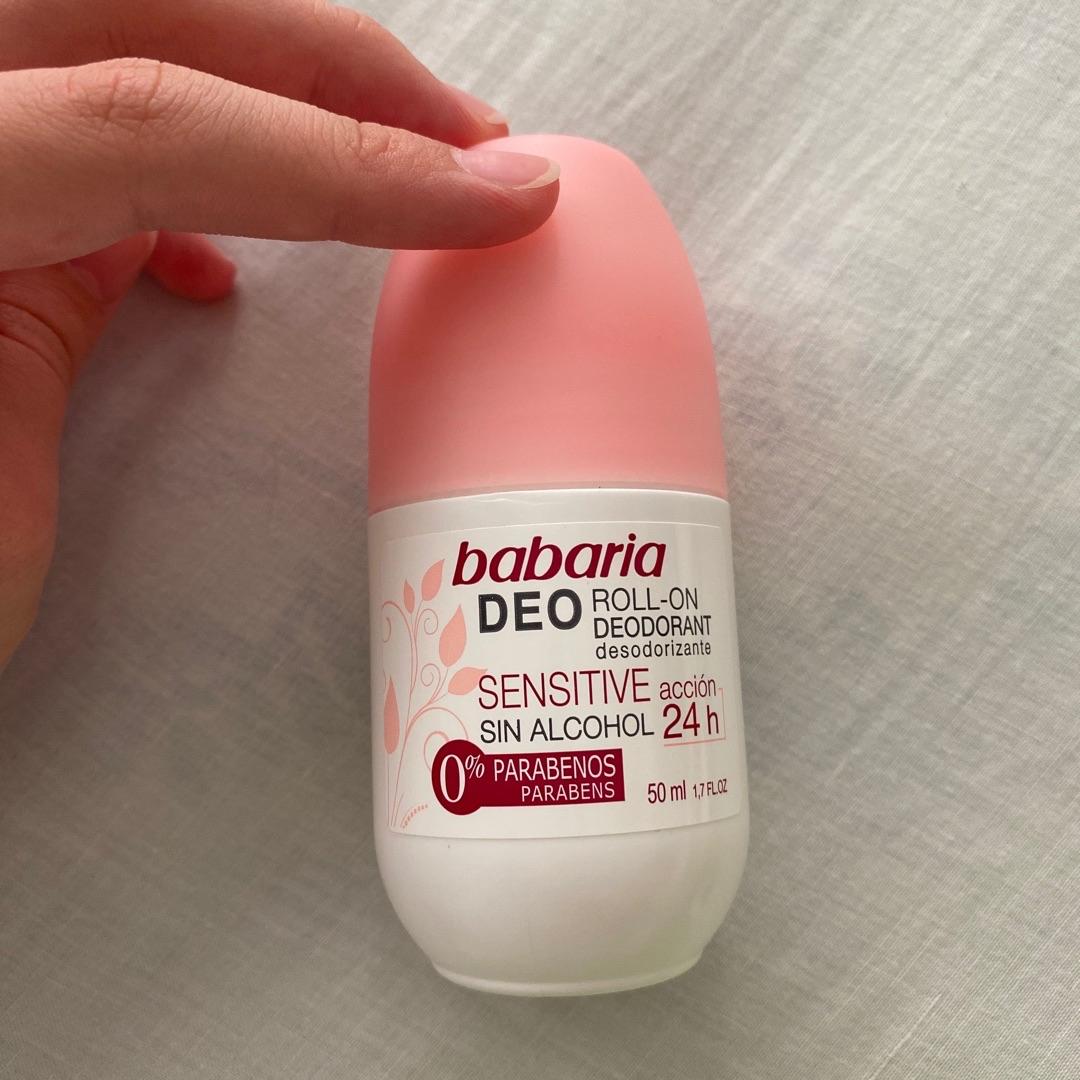 babaria
DEO ROLL-ON
DEODORANT
desodorizante
SENSITIVE acción
SIN ALCOHOL 24 h
0% PARABENOS
PARABENS
50 ml 1,7 FL.OZ